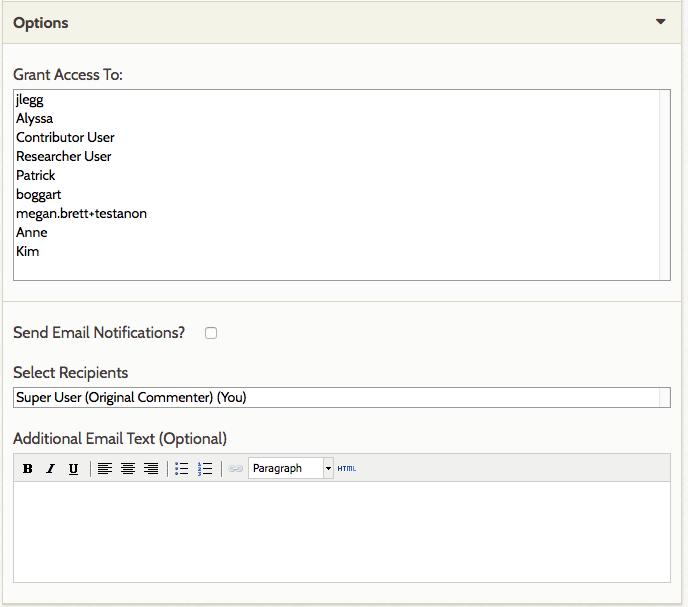 Options
Grant Access To:
jlegg
Alyssa
Contributor User
Researcher User
Patrick
boggart
megan.brett+testanon
Anne
Kim
Send Email Notifications?
Select Recipients
Super User (Original Commenter) (You)
Additional Email Text (Optional)
B I U Paragraph HTML